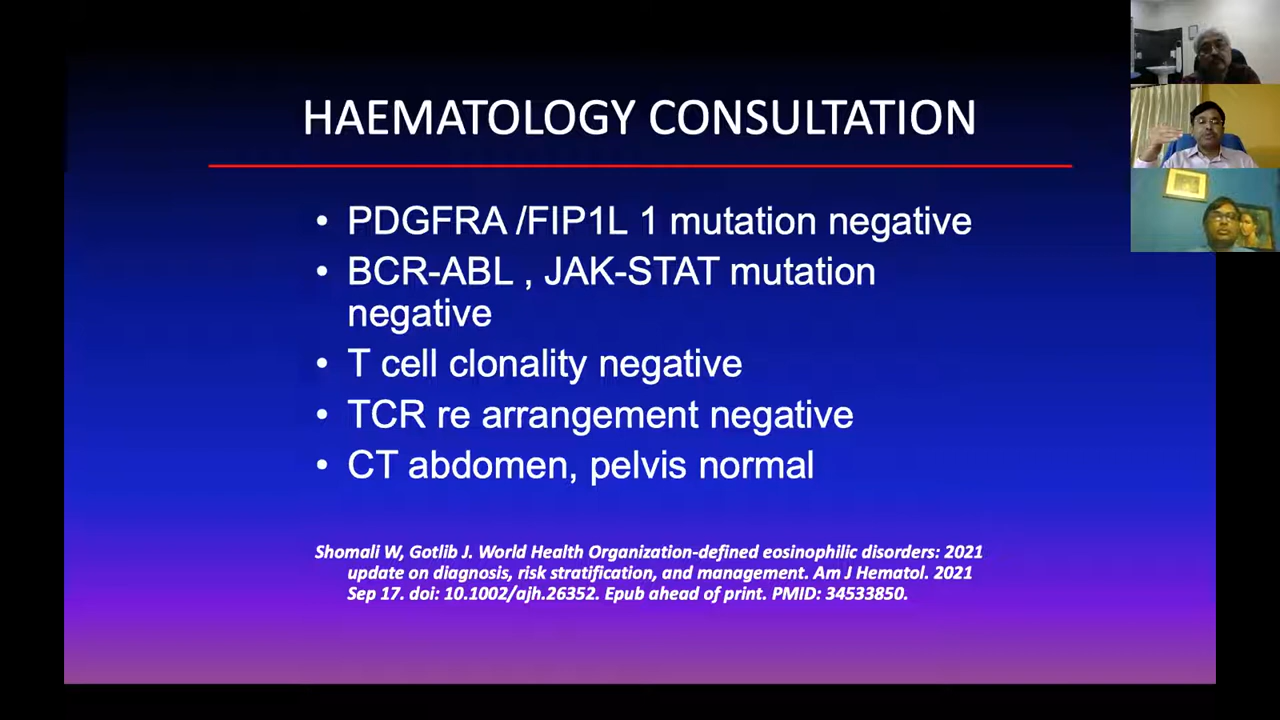 HAEMATOLOGY CONSULTATION
• PDGFRA /FIP1L 1 mutation negative
• BCR-ABL , JAK-STAT mutation
negative
• T cell clonality negative
• TCR re arrangement negative
• CT abdomen, pelvis normal
Shomali W, Gotlib J. World Health Organization-defined eosinophilic disorders: 2021
update on diagnosis, risk stratification, and management. Am J Hematol. 2021
Sep 17. doi: 10.1002/ajh.26352. Epub ahead of print. PMID: 34533850.